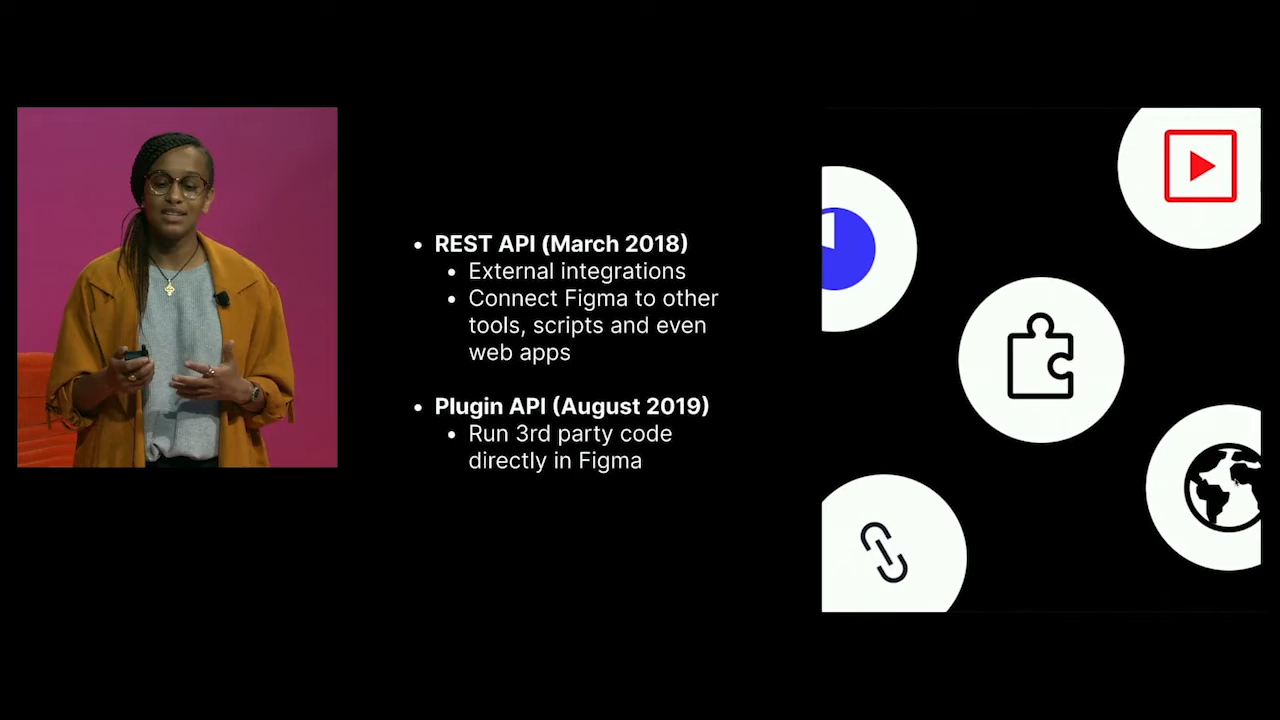 • REST API (March 2018)
• External integrations
• Connect Figma to other
tools, scripts and even
web apps
• Plugin API (August 2019)
• Run 3rd party code
directly in Figma